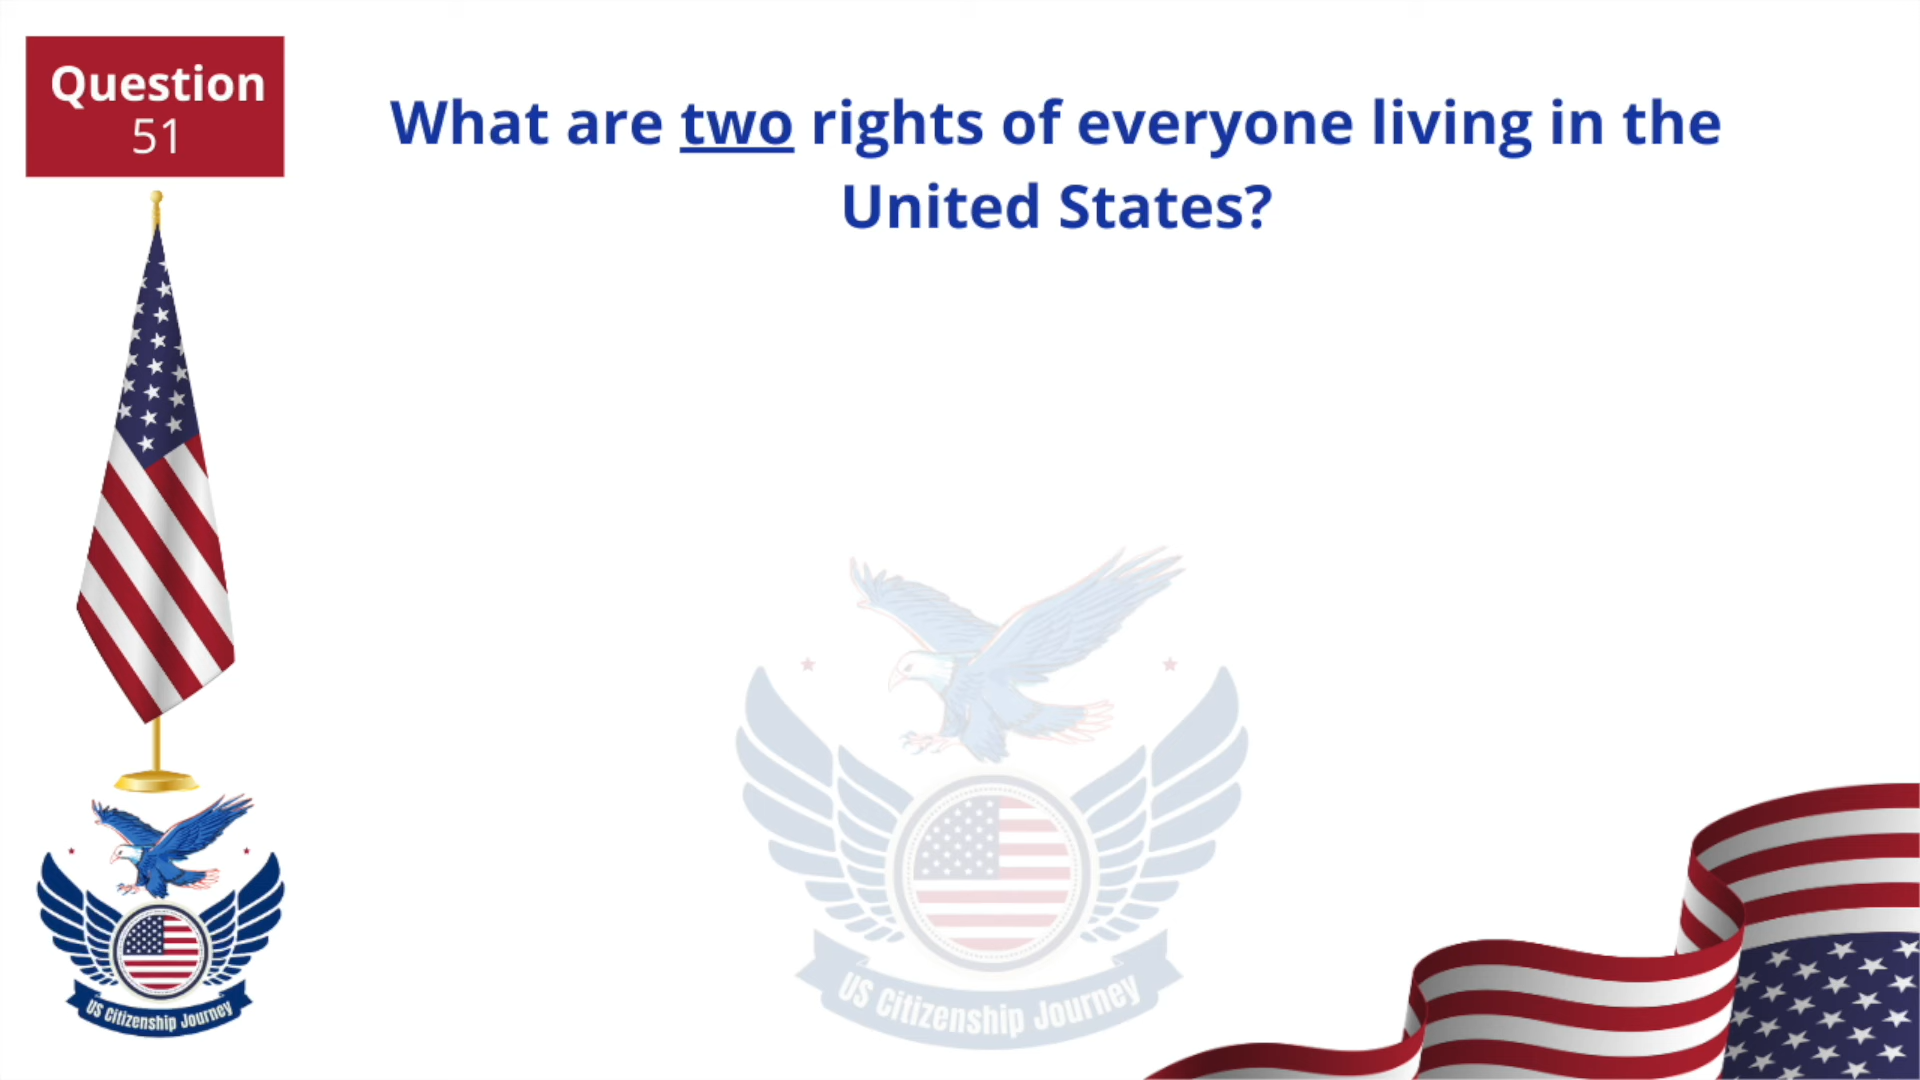 Question
51
What are two rights of everyone living in the
United States?
US Citizenship Journey
US Citizenship Journey